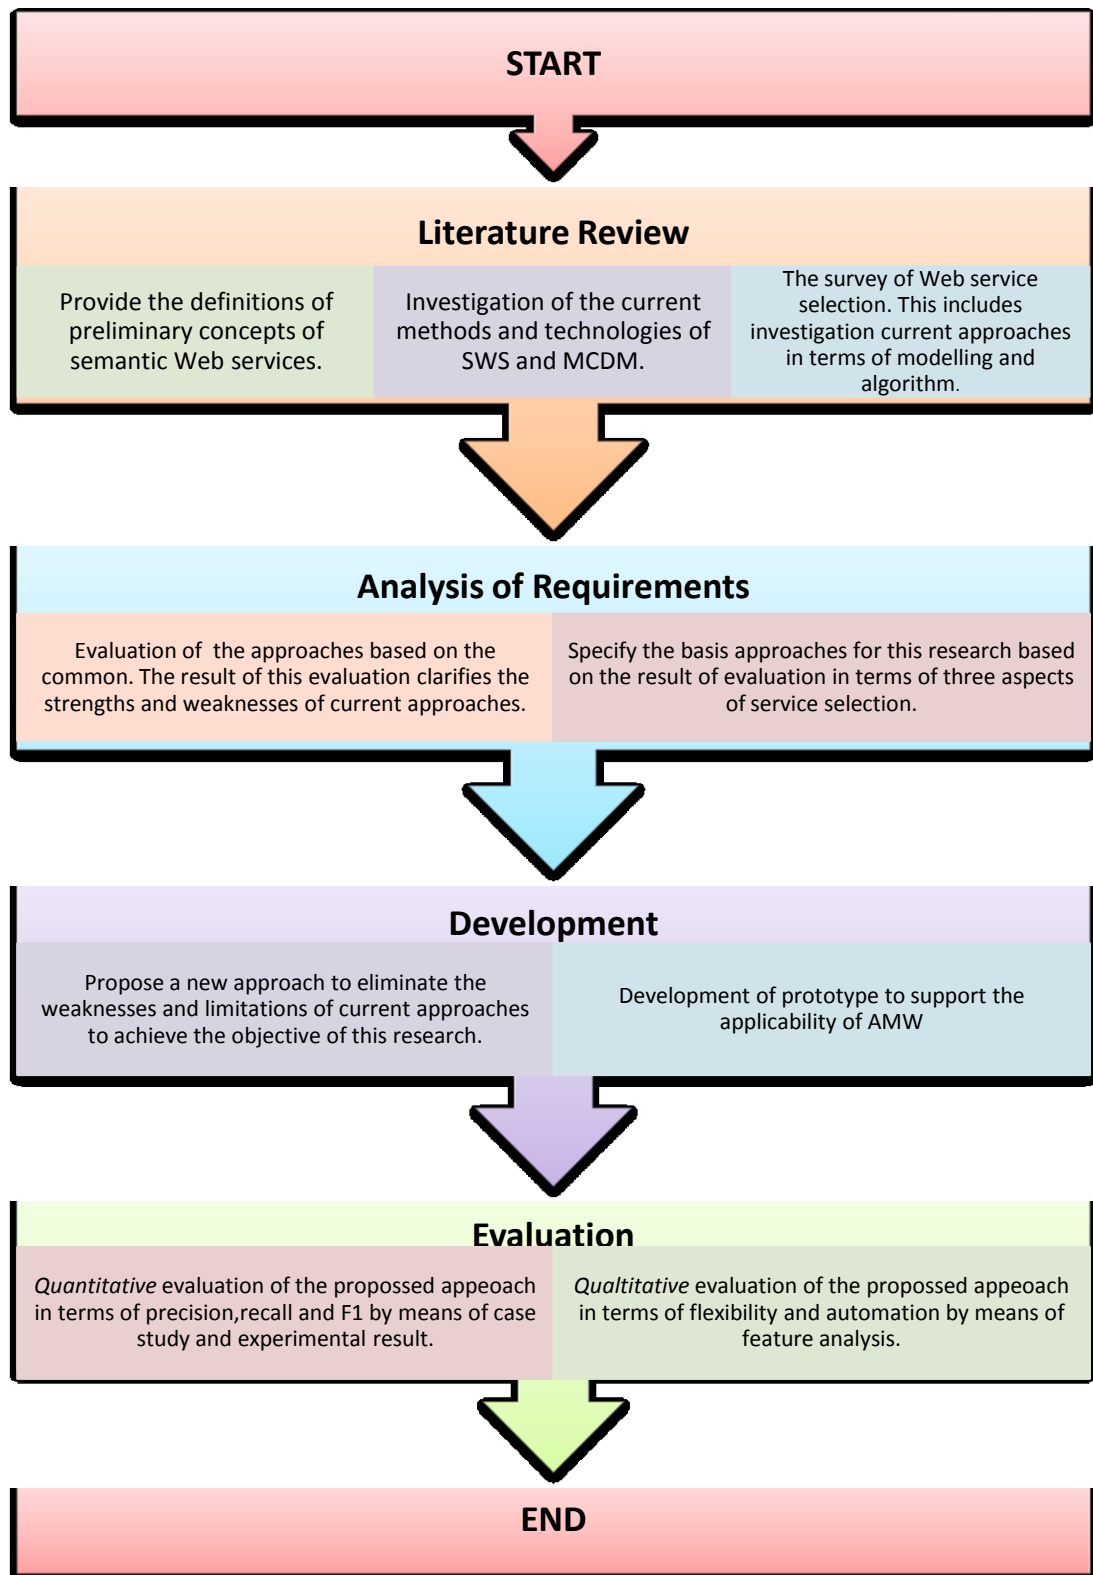 START
Literature Review
Provide the definitions of
preliminary concepts of
semantic Web services.
Investigation of the current
methods and technologies of
SWS and MCDM.
The survey of Web service
selection. This includes
investigation current approaches
in terms of modelling and
algorithm.
Analysis of Requirements
Evaluation of  the approaches based on the
common. The result of this evaluation clarifies the
strengths and weaknesses of current approaches.
Specify the basis approaches for this research based
on the result of evaluation in terms of three aspects
of service selection.
Development
Propose a new approach to eliminate the
weaknesses and limitations of current approaches
to achieve the objective of this research.
Development of prototype to support the
applicability of AMW
Evaluation
Quantitative evaluation of the propossed appeoach
in terms of precision,recall and F1 by means of case
study and experimental result.
Qualtitative evaluation of the propossed appeoach
in terms of flexibility and automation by means of
feature analysis.
END